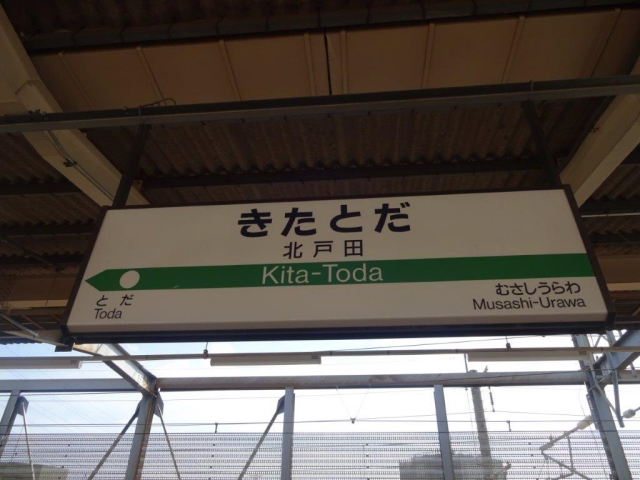 きたとだ
北戸田
Kita-Toda
とだ
Toda
むさしうらわ
Musashi-Urawa